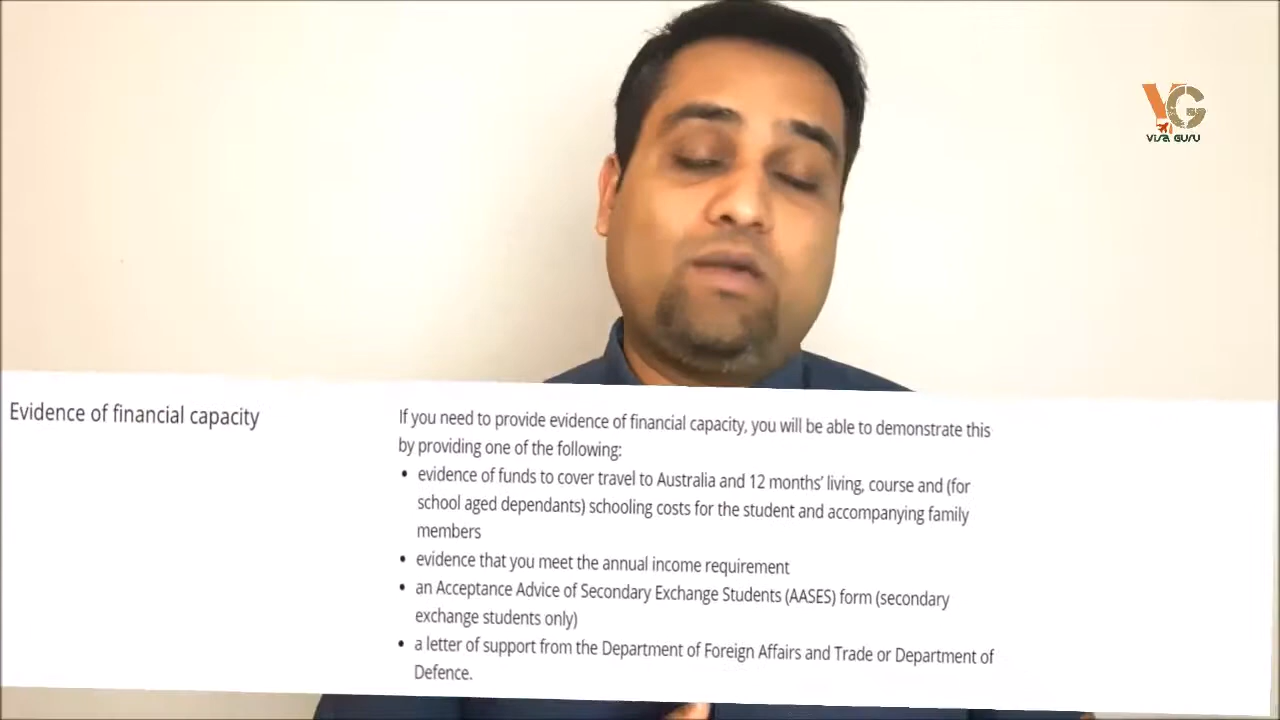 VG
VISA GURU
Evidence of financial capacity
If you need to provide evidence of financial capacity, you will be able to demonstrate this
by providing one of the following:
• evidence of funds to cover travel to Australia and 12 months' living, course and (for
school aged dependants) schooling costs for the student and accompanying family
members
• evidence that you meet the annual income requirement
• an Acceptance Advice of Secondary Exchange Students (AASES) form (secondary
exchange students only)
• a letter of support from the Department of Foreign Affairs and Trade or Department of
Defence.